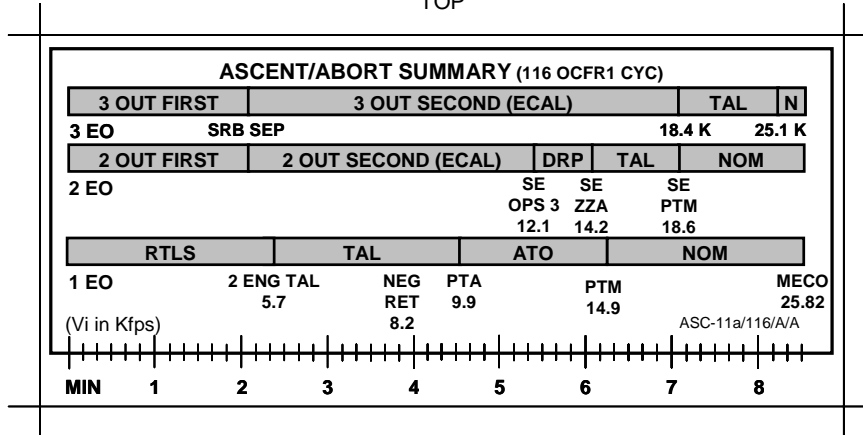 TOP
ASCENT/ABORT SUMMARY (116 OCFR1 CYC)
3 OUT FIRST 3 OUT SECOND (ECAL) TAL N
3 EO SRB SEP 18.4 K 25.1 K
2 OUT FIRST 2 OUT SECOND (ECAL) DRP TAL NOM
2 EO SE SE SE
OPS 3 ZZA PTM
12.1 14.2 18.6
RTLS TAL ATO NOM
1 EO 2 ENG TAL NEG PTA PTM MECO
5.7 RET 9.9 14.9 25.82
(Vi in Kfps) 8.2 ASC-11a/116/A/A
MIN 1 2 3 4 5 6 7 8